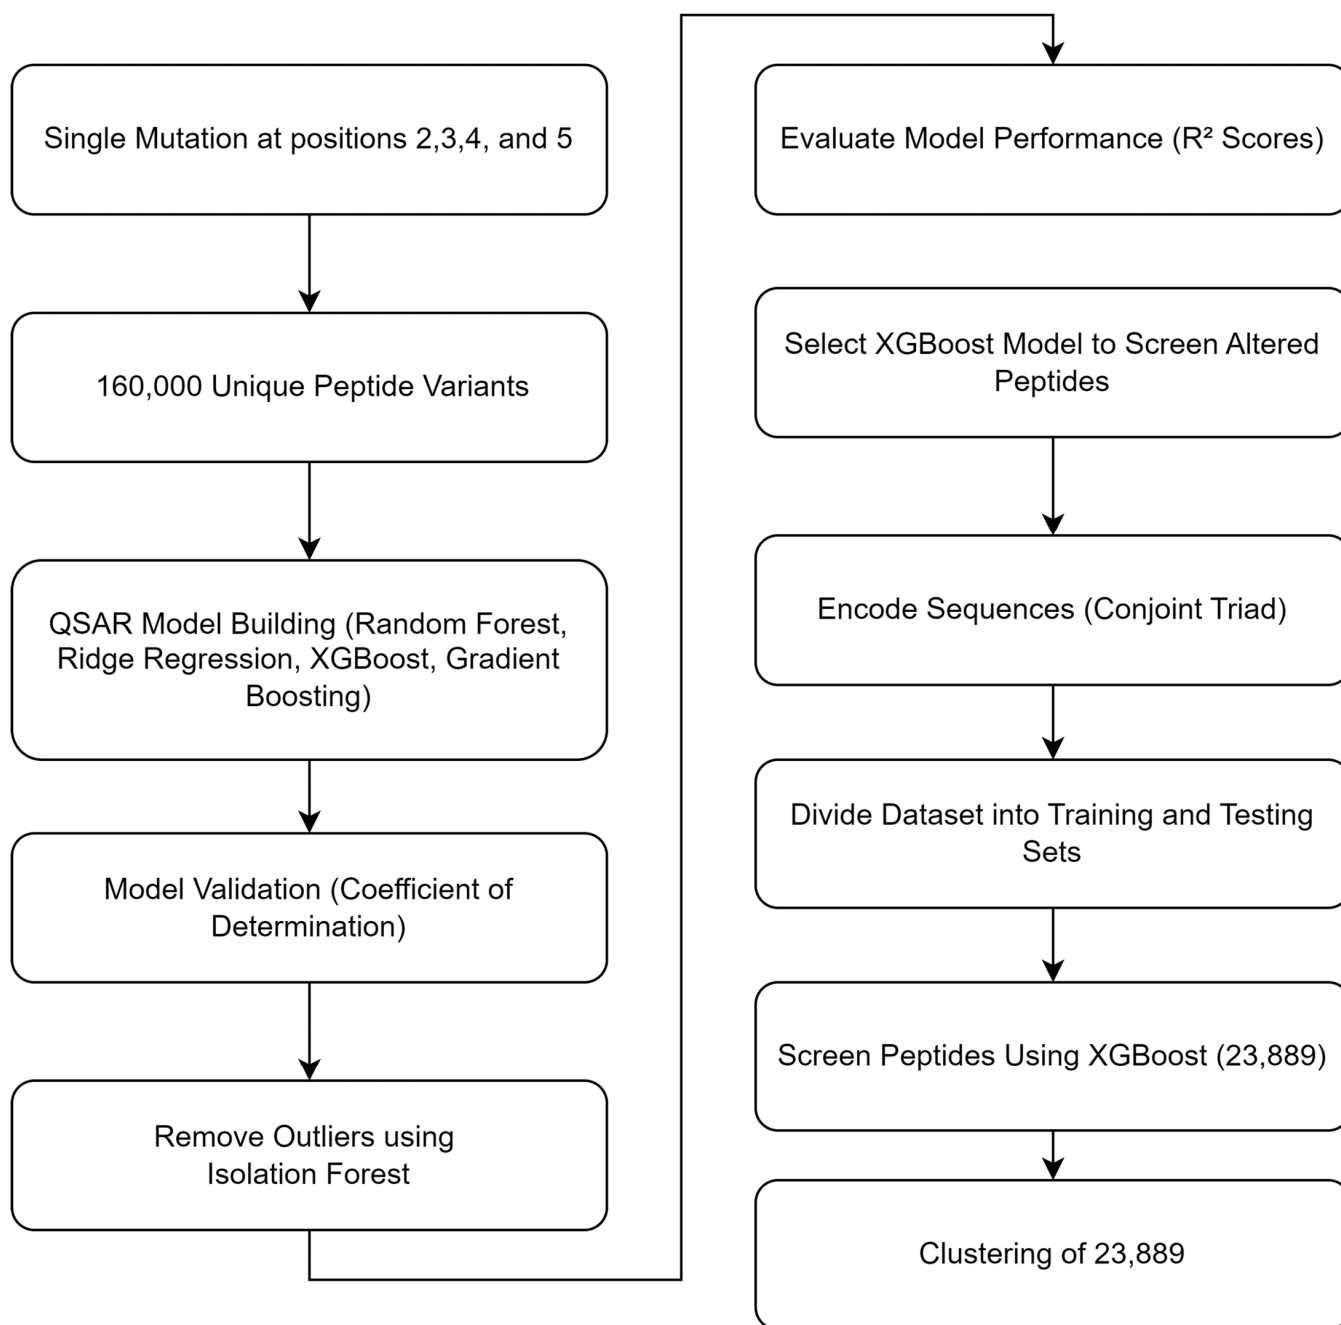 Single Mutation at positions 2,3,4, and 5
160,000 Unique Peptide Variants
QSAR Model Building (Random Forest,
Ridge Regression, XGBoost, Gradient
Boosting)
Model Validation (Coefficient of
Determination)
Remove Outliers using
Isolation Forest
Evaluate Model Performance (R² Scores)
Select XGBoost Model to Screen Altered
Peptides
Encode Sequences (Conjoint Triad)
Divide Dataset into Training and Testing
Sets
Screen Peptides Using XGBoost (23,889)
Clustering of 23,889